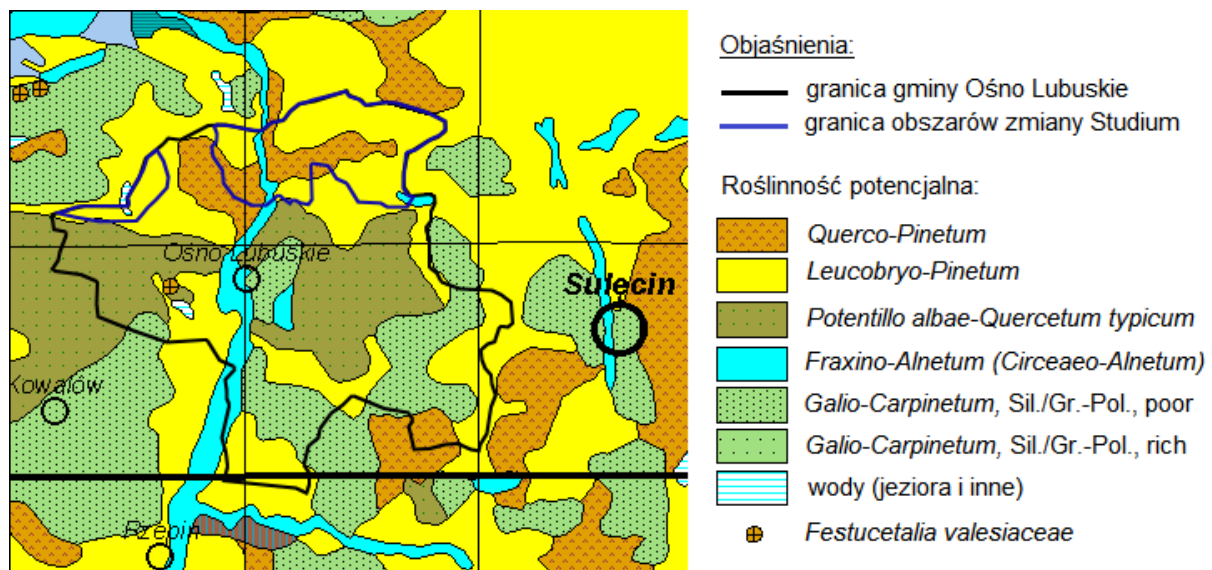 Objaśnienia:
granica gminy Ośno Lubuskie
granica obszarów zmiany Studium
Roślinność potencjalna:
Querco-Pinetum
Leucobryo-Pinetum
Potentillo albae-Quercetum typicum
Fraxino-Alnetum (Circeaeo-Alnetum)
Galio-Carpinetum, Sil./Gr.-Pol., poor
Galio-Carpinetum, Sil./Gr.-Pol., rich
wody (jeziora i inne)
Festucetalia valesiaceae
Ośno Lubuskie
Sulęcin
Kowalów
Rzepin